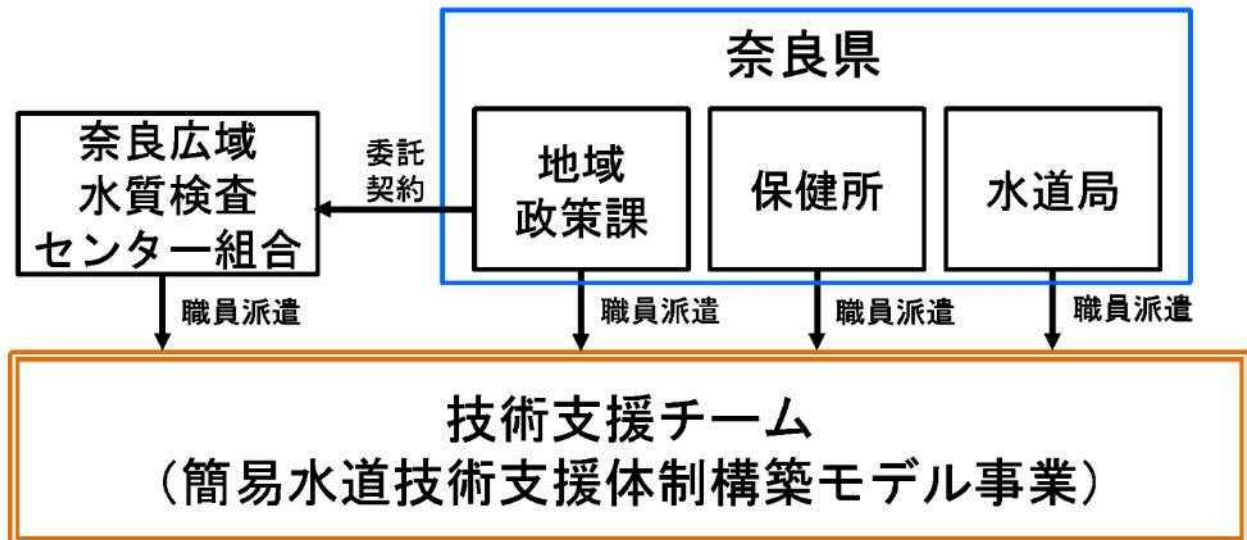 奈良県
奈良広域
水質検査
センター組合
委託
契約
地域
政策課
保健所
水道局
職員派遣
職員派遣
職員派遣
職員派遣
技術支援チーム
（簡易水道技術支援体制構築モデル事業）